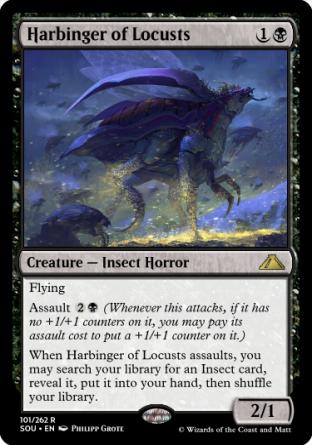 Harbinger of Locusts 1
Creature — Insect Horror
Flying
Assault 2 (Whenever this attacks, if it has
no +1/+1 counters on it, you may pay its
assault cost to put a +1/+1 counter on it.)
When Harbinger of Locusts assaults, you
may search your library for an Insect card,
reveal it, put it into your hand, then shuffle
your library.
2/1
101/262 R
SOU • EN Philipp Grote ™ & © Wizards of the Coast and Matt